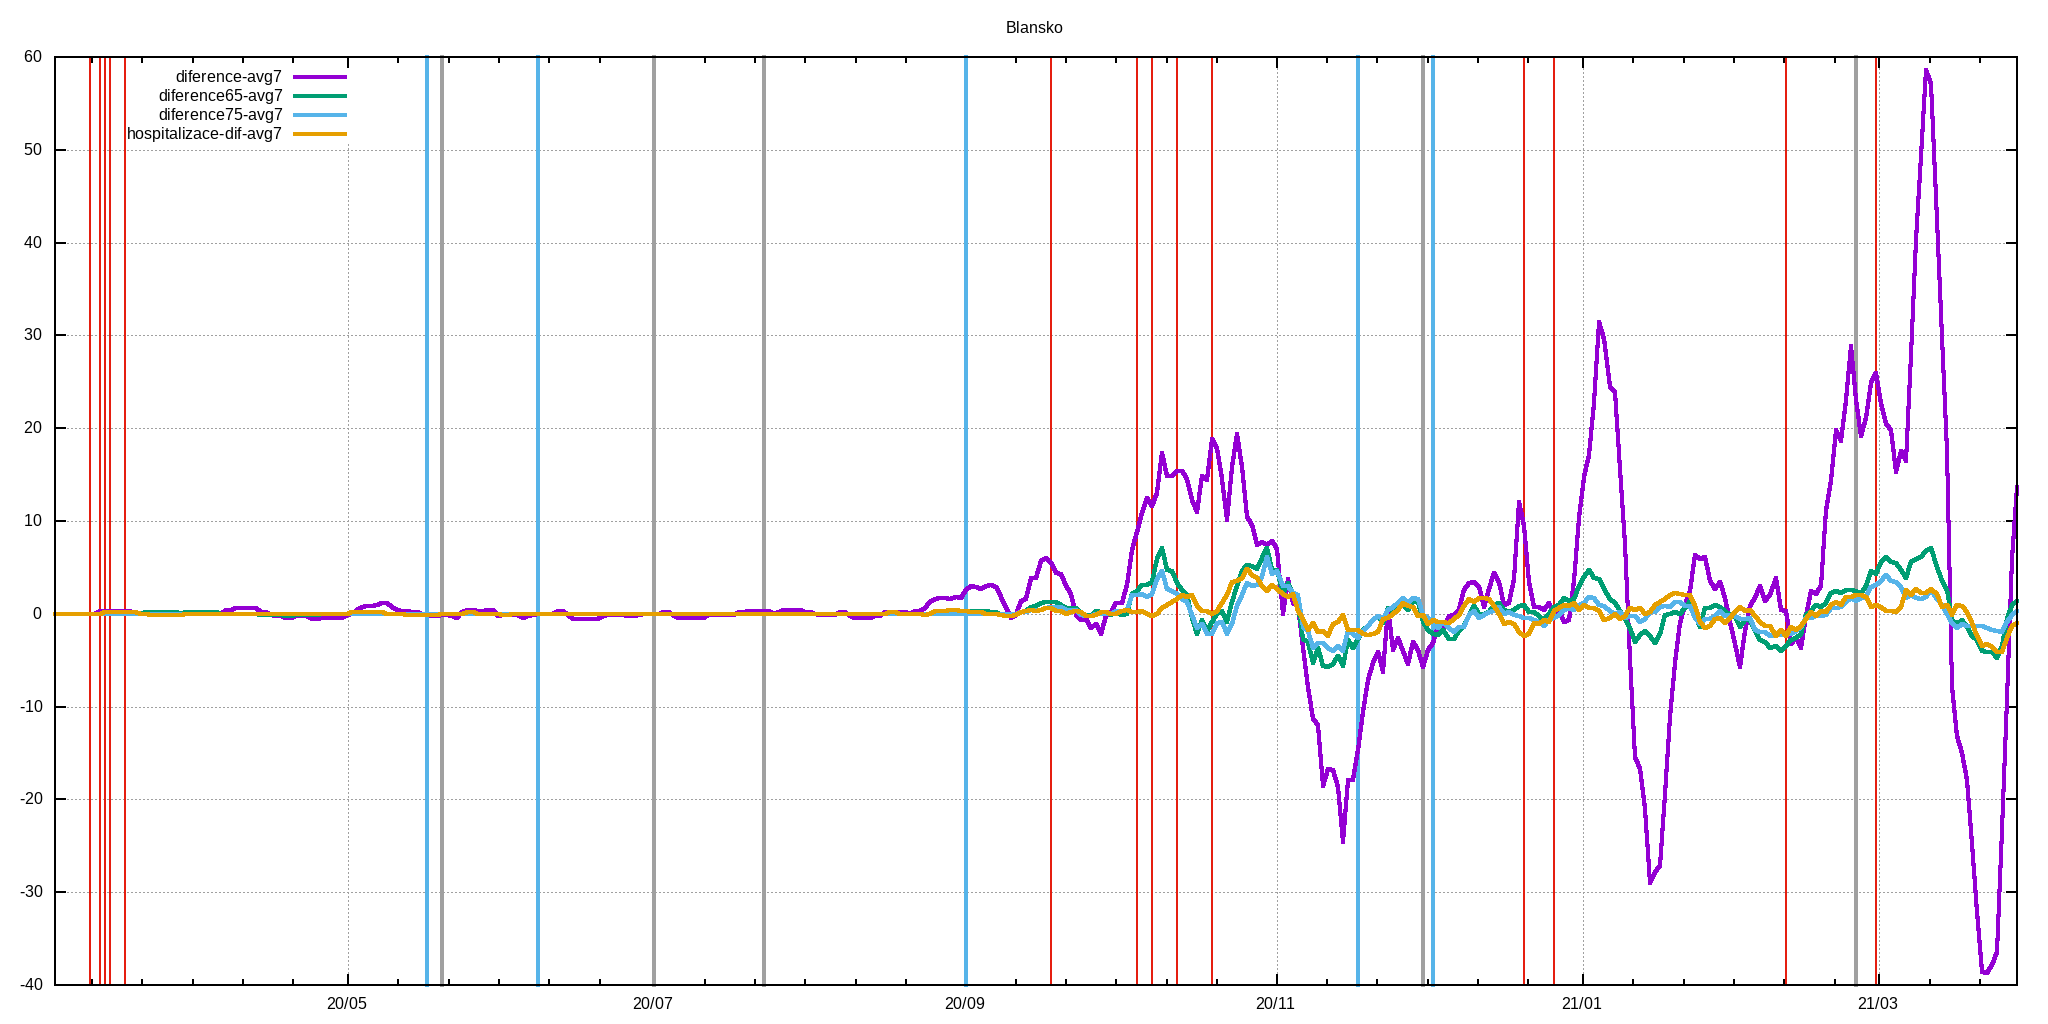 Blansko
60
50
40
30
20
10
0
-10
-20
-30
-40
diference-avg7
diference65-avg7
diference75-avg7
hospitalizace-dif-avg7
20/05 20/07 20/09 20/11 21/01 21/03